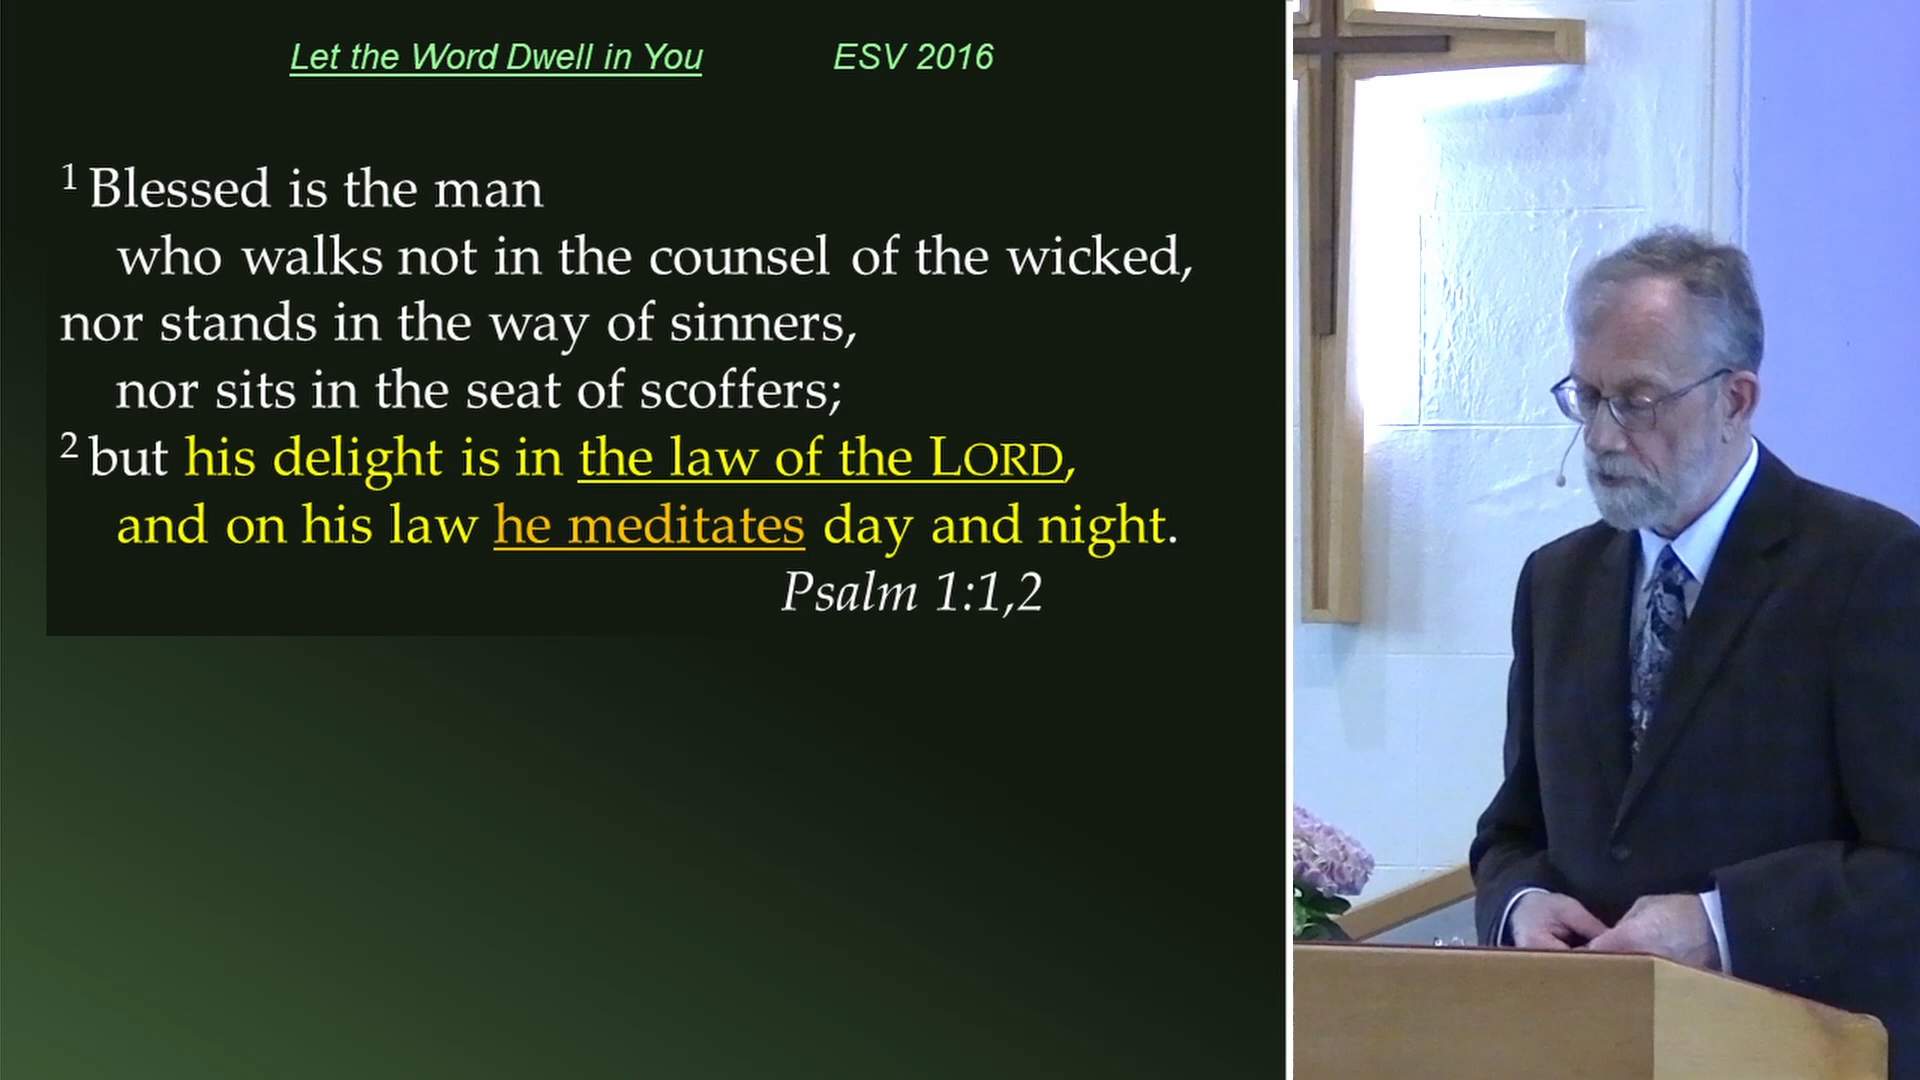 Let the Word Dwell in You ESV 2016
1 Blessed is the man
who walks not in the counsel of the wicked,
nor stands in the way of sinners,
nor sits in the seat of scoffers;
2 but his delight is in the law of the LORD,
and on his law he meditates day and night.
Psalm 1:1,2